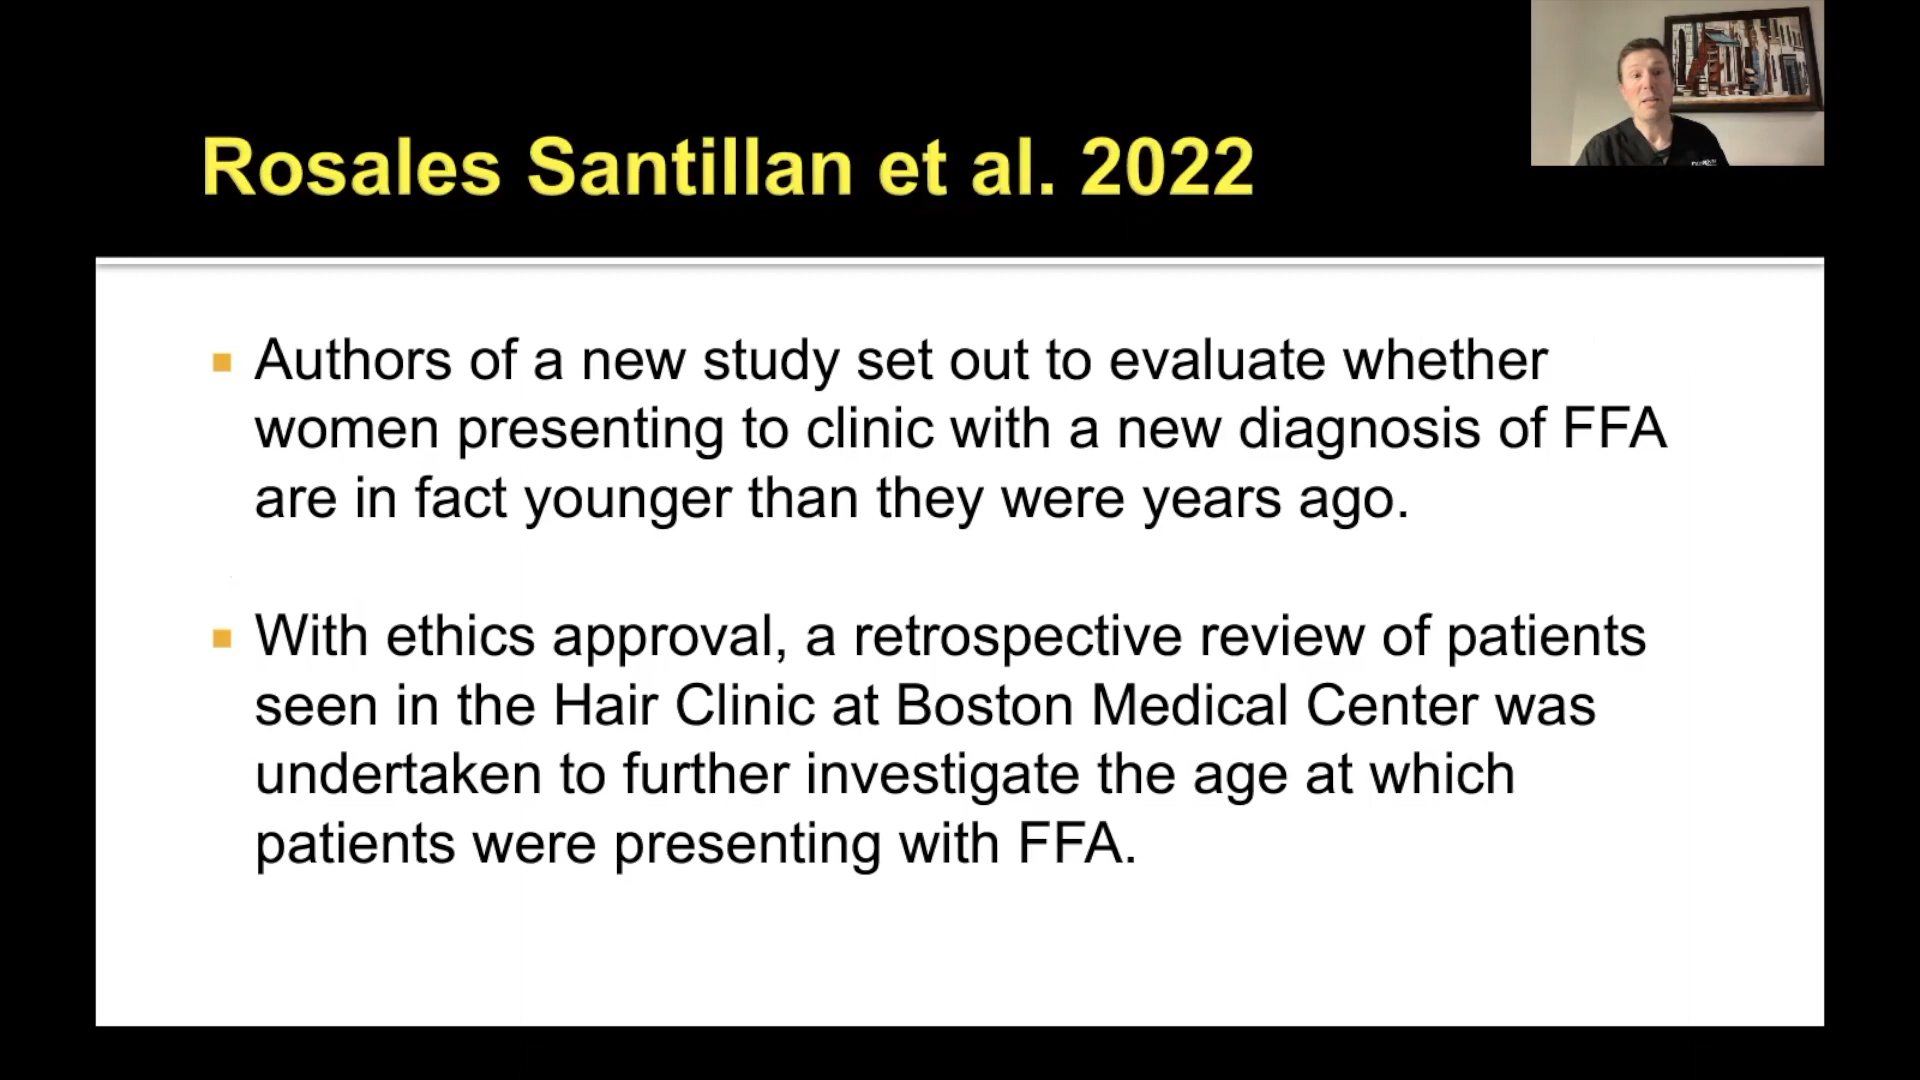 Rosales Santillan et al. 2022
Authors of a new study set out to evaluate whether
women presenting to clinic with a new diagnosis of FFA
are in fact younger than they were years ago.
With ethics approval, a retrospective review of patients
seen in the Hair Clinic at Boston Medical Center was
undertaken to further investigate the age at which
patients were presenting with FFA.